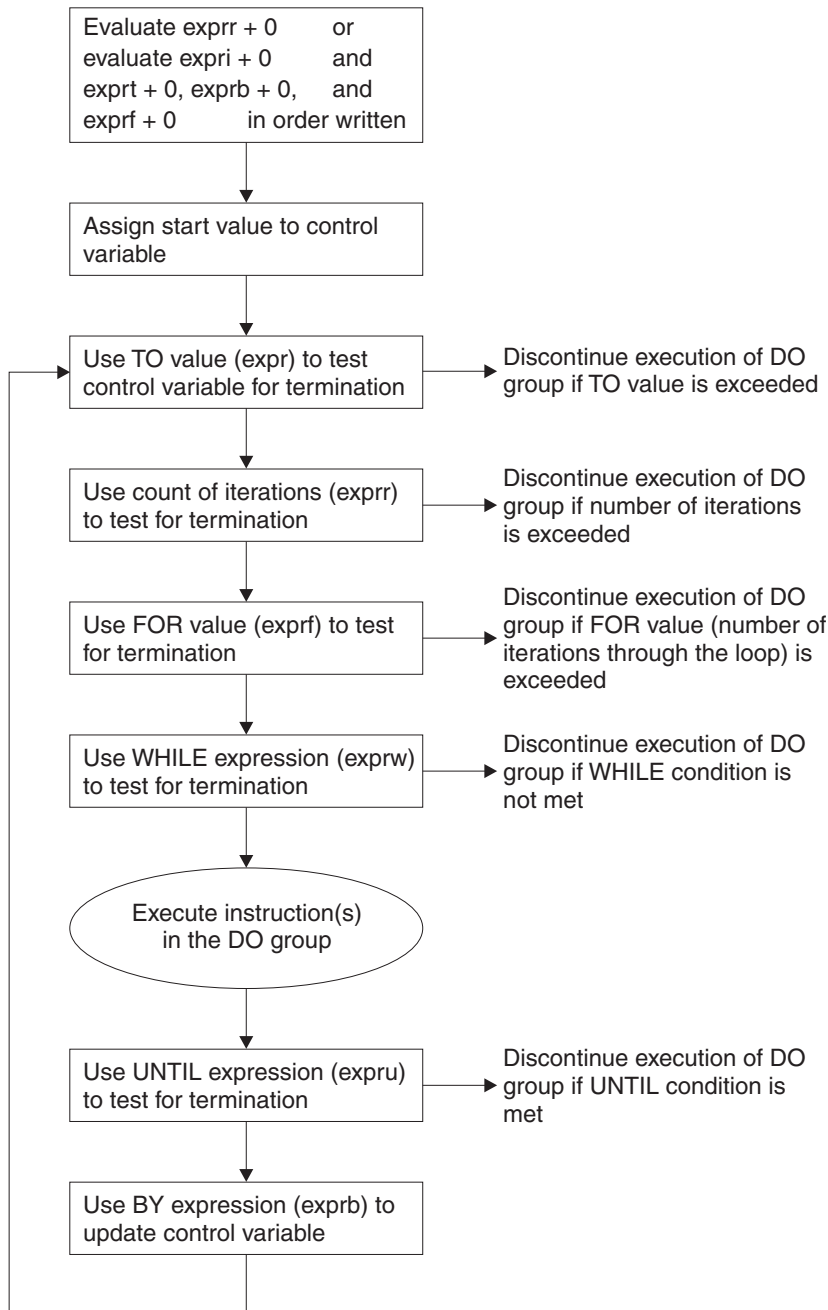 Evaluate exprr + 0 or
evaluate expri + 0 and
exprt + 0, exprb + 0, and
exprf + 0 in order written
Assign start value to control
variable
Use TO value (expr) to test
control variable for termination
Discontinue execution of DO
group if TO value is exceeded
Use count of iterations (exprr)
to test for termination
Discontinue execution of DO
group if number of iterations
is exceeded
Use FOR value (exprf) to test
for termination
Discontinue execution of DO
group if FOR value (number of
iterations through the loop) is
exceeded
Use WHILE expression (exprw)
to test for termination
Discontinue execution of DO
group if WHILE condition is
not met
Execute instruction(s)
in the DO group
Use UNTIL expression (expru)
to test for termination
Discontinue execution of DO
group if UNTIL condition is
met
Use BY expression (exprb) to
update control variable